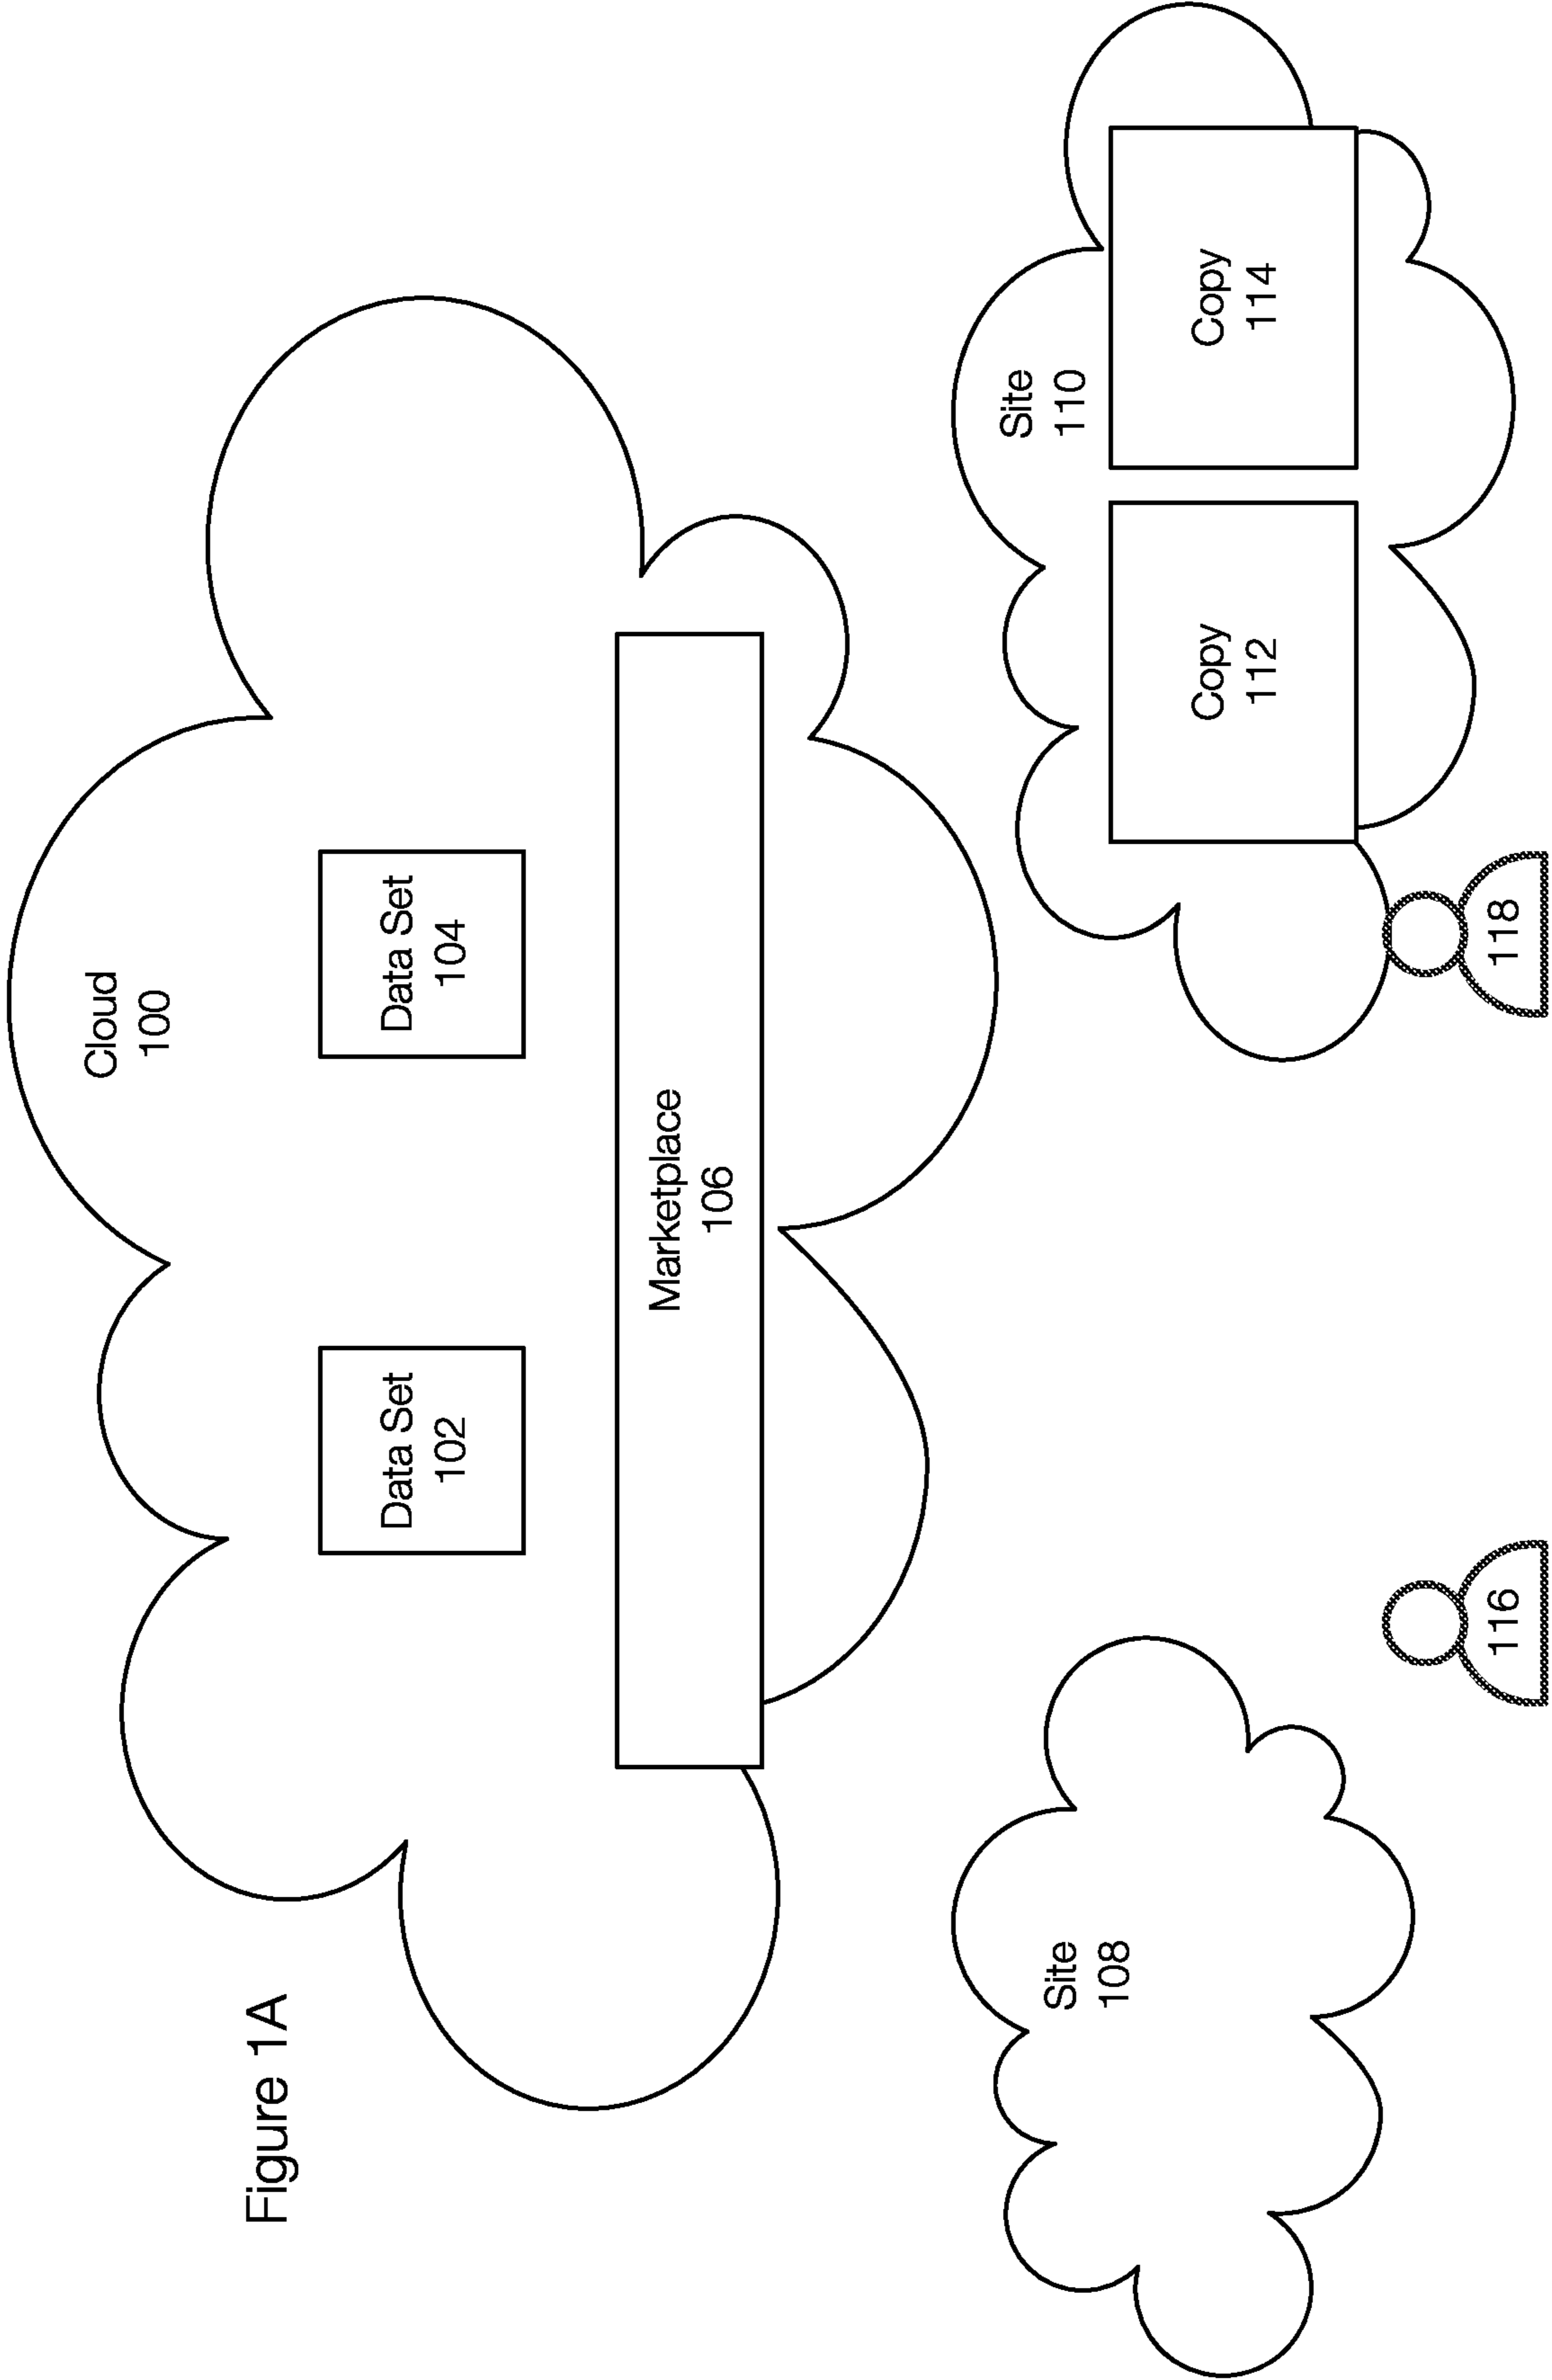 Figure 1A
Cloud
100
Data Set
102
Data Set
104
Marketplace
106
Site
108
Site
110
Copy
112
Copy
114
116
118